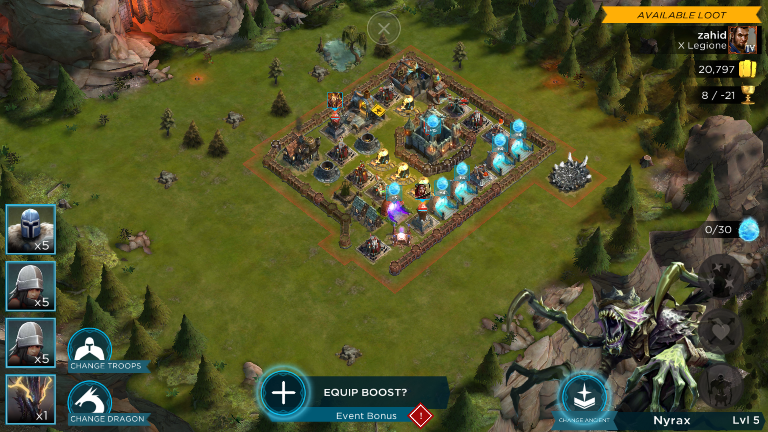 AVAILABLE LOOT
zahid
X Legione
IV
20,797
8 / -21
0/30
x5
x5
x5
x1
CHANGE TROOPS
CHANGE DRAGON
EQUIP BOOST?
Event Bonus !
CHANGE ANCIENT
Nyrax Lvl 5